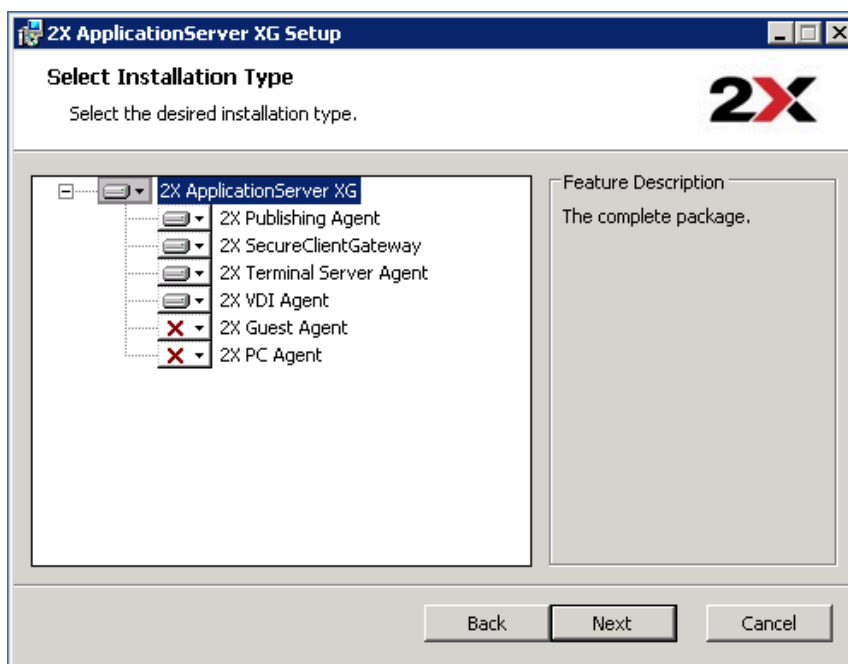 2X ApplicationServer XG Setup
Select Installation Type
Select the desired installation type.
2X
2X ApplicationServer XG
2X Publishing Agent
2X SecureClientGateway
2X Terminal Server Agent
2X VDI Agent
2X Guest Agent
2X PC Agent
Feature Description
The complete package.
Back
Next
Cancel